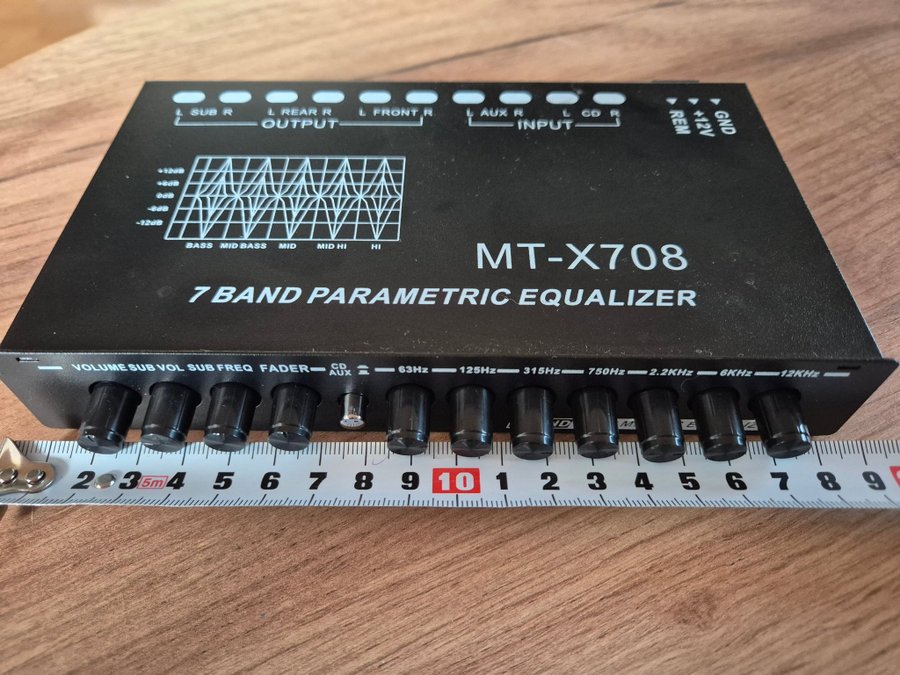 L SUB R L REAR R L FRONT R L AUX R L CD R
OUTPUT INPUT
REM +12V GND
+12dB
+6dB
0dB
-6dB
-12dB
BASS MID BASS MID MID HI HI
MT-X708
7 BAND PARAMETRIC EQUALIZER
VOLUME SUB VOL SUB FREQ FADER CD AUX 63Hz 125Hz 315Hz 750Hz 2.2KHz 6KHz 12KHz
2 3 5m 4 5 6 7 8 9 10 1 2 3 4 5 6 7 8 9